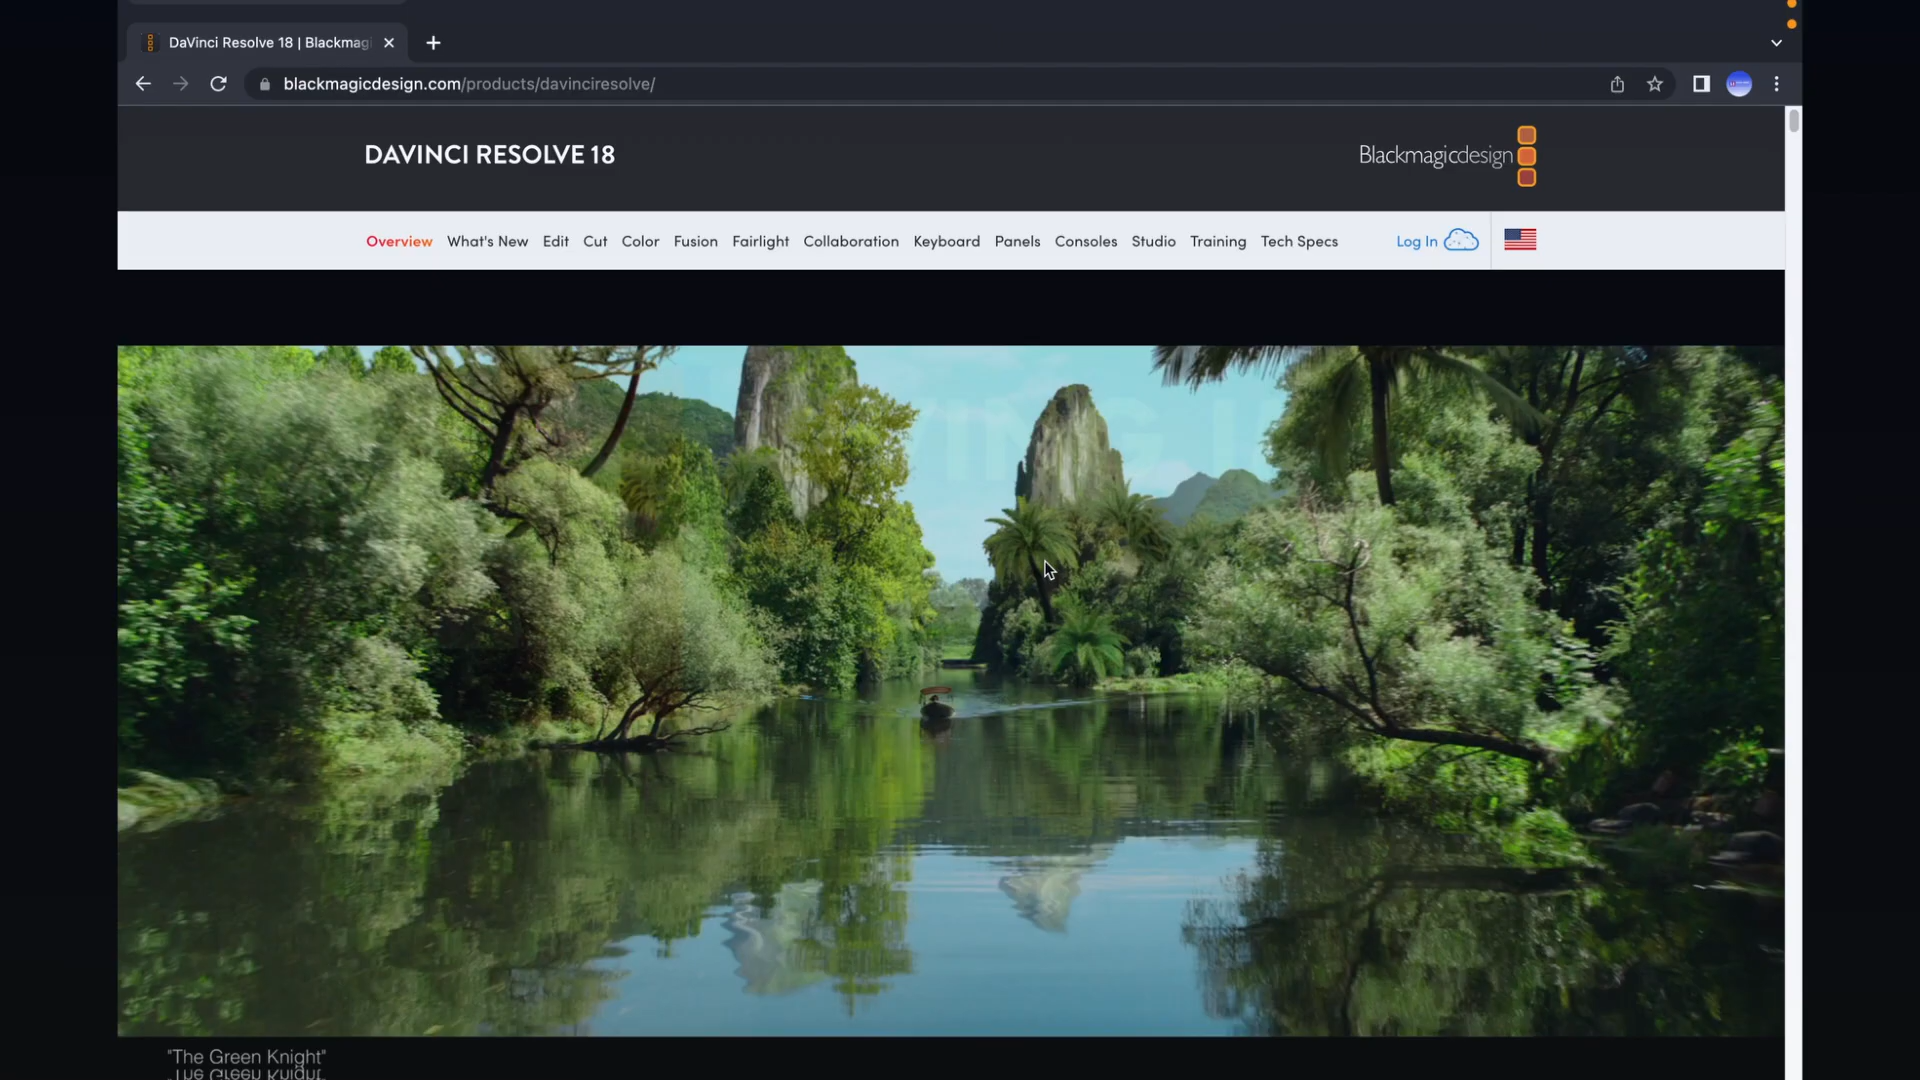 DaVinci Resolve 18 | Blackmagi
blackmagicdesign.com/products/davinciresolve/
DAVINCI RESOLVE 18
Blackmagicdesign
Overview What's New Edit Cut Color Fusion Fairlight Collaboration Keyboard Panels Consoles Studio Training Tech Specs Log In
"The Green Knight"